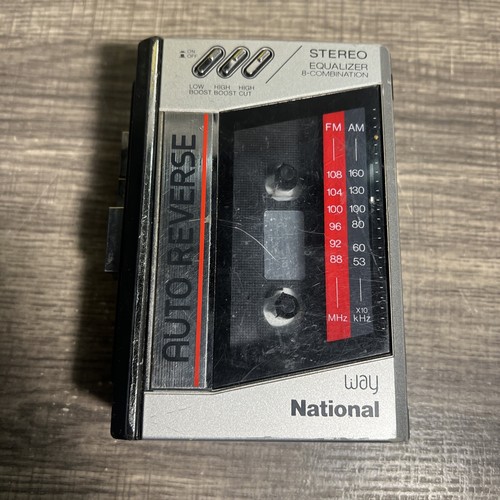 ON
OFF
STEREO
EQUALIZER
8-COMBINATION
LOW BOOST
HIGH BOOST
HIGH CUT
AUTO REVERSE
FM AM
108 160
104 130
100 100
96 80
92 60
88 53
MHz x10 kHz
way
National